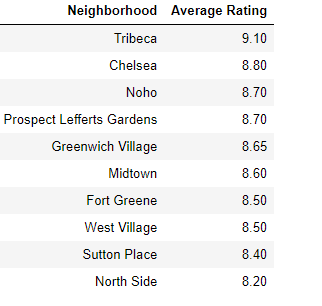 Neighborhood Average Rating
Tribeca 9.10
Chelsea 8.80
Noho 8.70
Prospect Lefferts Gardens 8.70
Greenwich Village 8.65
Midtown 8.60
Fort Greene 8.50
West Village 8.50
Sutton Place 8.40
North Side 8.20